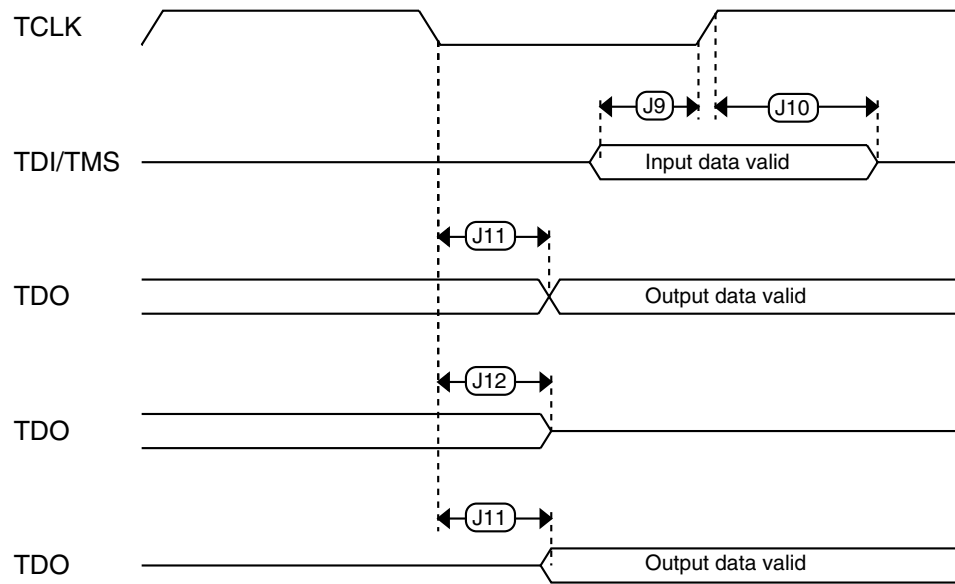 TCLK
J9
J10
TDI/TMS
Input data valid
J11
TDO
Output data valid
J12
TDO
J11
TDO
Output data valid